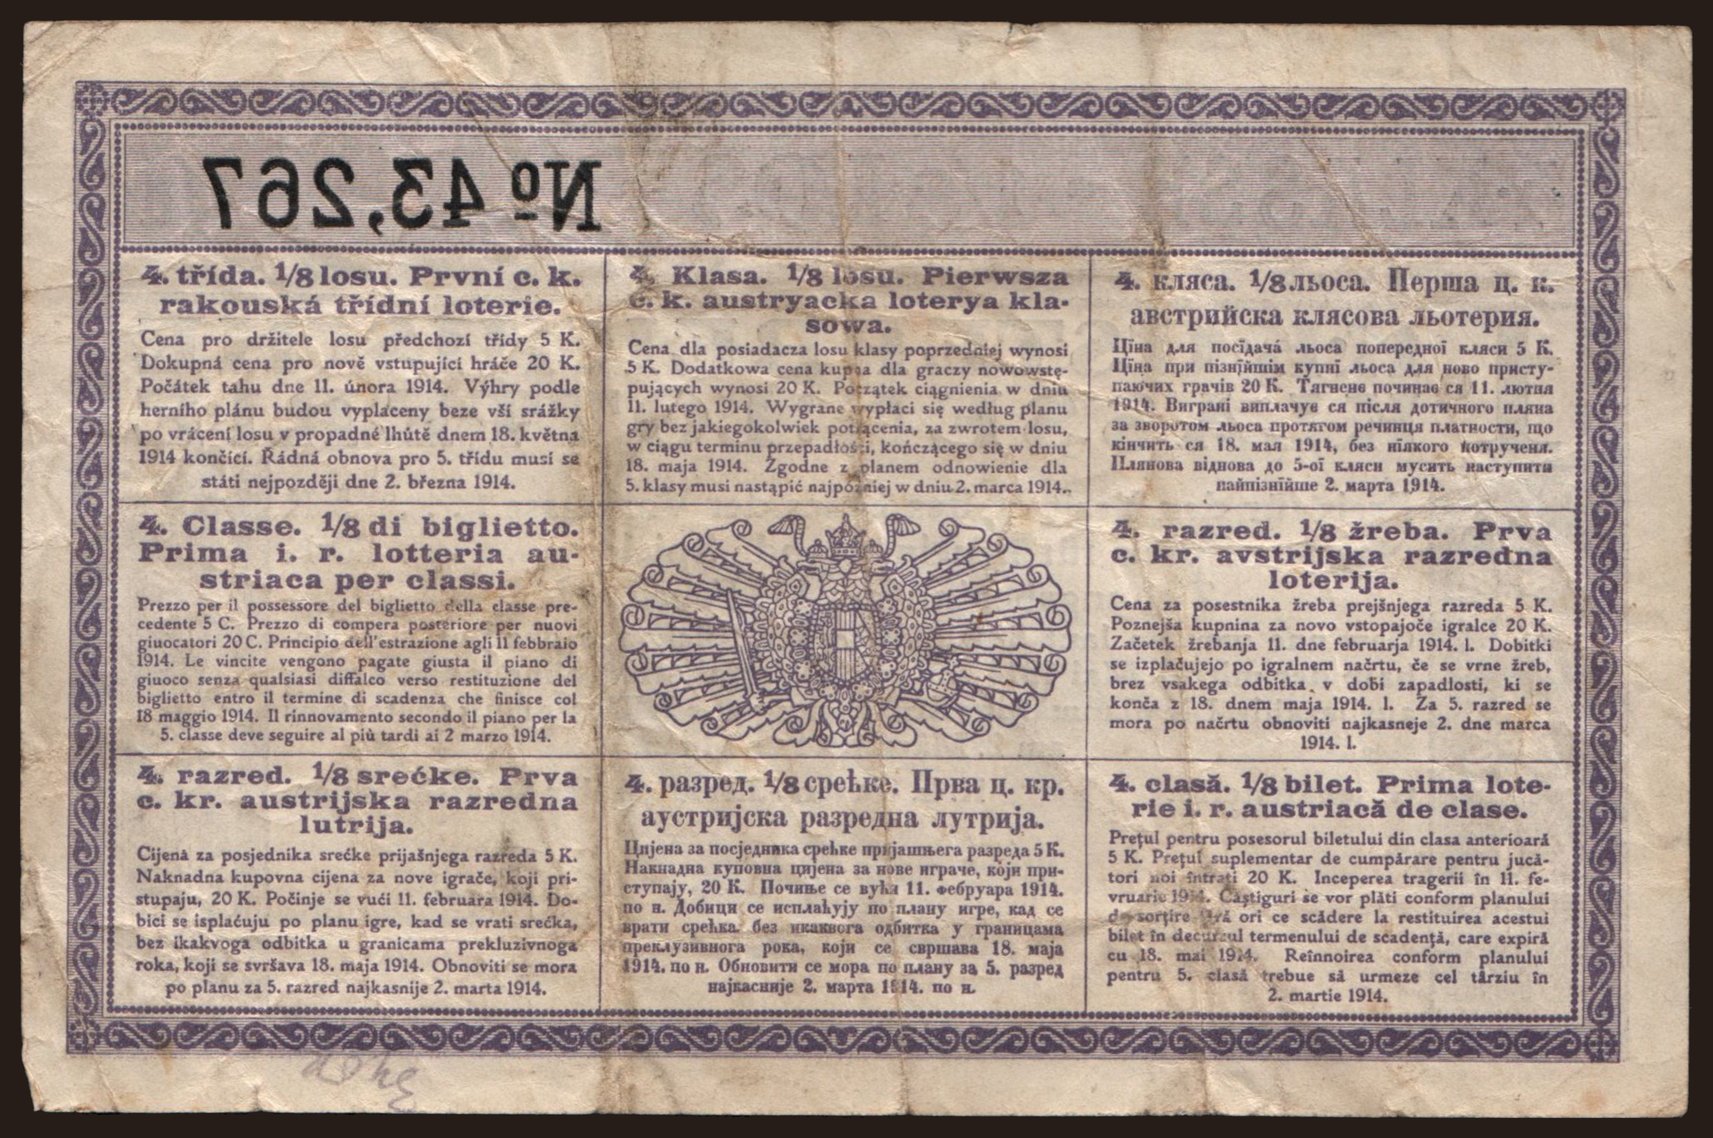 No 43,267
4. třída. 1/8 losu. První c. k.
rakouská třídní loterie.
Cena pro držitele losu předchozí třídy 5 K.
Dokupná cena pro nově vstupující hráče 20 K.
Počátek tahu dne 11. února 1914. Výhry podle
herního plánu budou vyplaceny beze vší srážky
po vrácení losu v propadné lhůtě dnem 18. května
1914 končící. Řádná obnova pro 5. třídu musí se
státi nejpozději dne 2. března 1914.
4. Klasa. 1/8 losu. Pierwsza
c. k. austryacka loterya kla-
sowa.
Cena dla posiadacza losu klasy poprzedniej wynosi
5 K. Dodatkowa cena kupna dla graczy nowowstę-
pujących wynosi 20 K. Początek ciągnienia w dniu
11. lutego 1914. Wygrane wypłaci się według planu
gry bez jakiegokolwiek potrącenia, za zwrotem losu,
w ciągu terminu przepadłości, kończącego się w dniu
18. maja 1914. Zgodne z planem odnowienie dla
5. klasy musi nastąpić najpozniej w dniu 2. marca 1914.
4. кляса. 1/8 льоса. Перша ц. к.
австрийска клясова льотерия.
Ціна для посїдача льоса попередної кляси 5 К.
Ціна при пізнїйшім купнї льоса для ново присту-
паючих грачів 20 К. Тягненє починає ся 11. лютня
1914. Виграні виплачує ся після дотичного пляна
за зворотом льоса протягом речинця платности, що
кінчить ся 18. мая 1914, без нїякого потрученя.
Плянова віднова до 5-ої кляси мусить наступити
найпізнїйше 2. марта 1914.
4. Classe. 1/8 di biglietto.
Prima i. r. lotteria au-
striaca per classi.
Prezzo per il possessore del biglietto della classe pre-
cedente 5 C. Prezzo di compera posteriore per nuovi
giuocatori 20 C. Principio dell'estrazione agli 11 febbraio
1914. Le vincite vengono pagate giusta il piano di
giuoco senza qualsiasi diffalco verso restituzione del
biglietto entro il termine di scadenza che finisce col
18 maggio 1914. Il rinnovamento secondo il piano per la
5. classe deve seguire al più tardi ai 2 marzo 1914.
4. razred. 1/8 žreba. Prva
c. kr. avstrijska razredna
loterija.
Cena za posestnika žreba prejšnjega razreda 5 K.
Poznejša kupnina za novo vstopajoče igralce 20 K.
Začetek žrebanja 11. dne februarja 1914. l. Dobitki
se izplačujejo po igralnem načrtu, če se vrne žreb,
brez vsakega odbitka v dobi zapadlosti, ki se
konča z 18. dnem maja 1914. l. Za 5. razred se
mora po načrtu obnoviti najkasneje 2. dne marca
1914. l.
4. razred. 1/8 srećke. Prva
c. kr. austrijska razredna
lutrija.
Cijena za posjednika srećke prijašnjega razreda 5 K.
Naknadna kupovna cijena za nove igrače, koji pri-
stupaju, 20 K. Počinje se vući 11. februara 1914. Do-
bici se isplaćuju po planu igre, kad se vrati srećka,
bez ikakvoga odbitka u granicama prekluzivnoga
roka, koji se svršava 18. maja 1914. Obnoviti se mora
po planu za 5. razred najkasnije 2. marta 1914.
4. разред. 1/8 срећке. Прва ц. кр.
аустријска разредна лутрија.
Цијена за посједника срећке пријашњега разреда 5 К.
Накнадна куповна цијена за нове играче, који при-
ступају, 20 К. Почиње се вући 11. фебруара 1914.
по н. Добици се исплаћују по плану игре, кад се
врати срећка. без икаквога одбитка у границама
преклузивнога рока, који се свршава 18. маја
1914. по н. Обновити се мора по плану за 5. разред
најкасније 2. марта 1914. по н.
4. clasă. 1/8 bilet. Prima lote-
rie i. r. austriacă de clase.
Prețul pentru posesorul biletului din clasa anterioară
5 K. Prețul suplementar de cumpărare pentru jucă-
tori noi întrați 20 K. Inceperea tragerii în 11. fe-
vruarie 1914. Câștiguri se vor plăti conform planului
de sorțire fără ori ce scădere la restituirea acestui
bilet în decursul termenului de scadență, care expiră
cu 18. mai 1914. Reînnoirea conform planului
pentru 5. clasă trebue să urmeze cel târziu în
2. martie 1914.